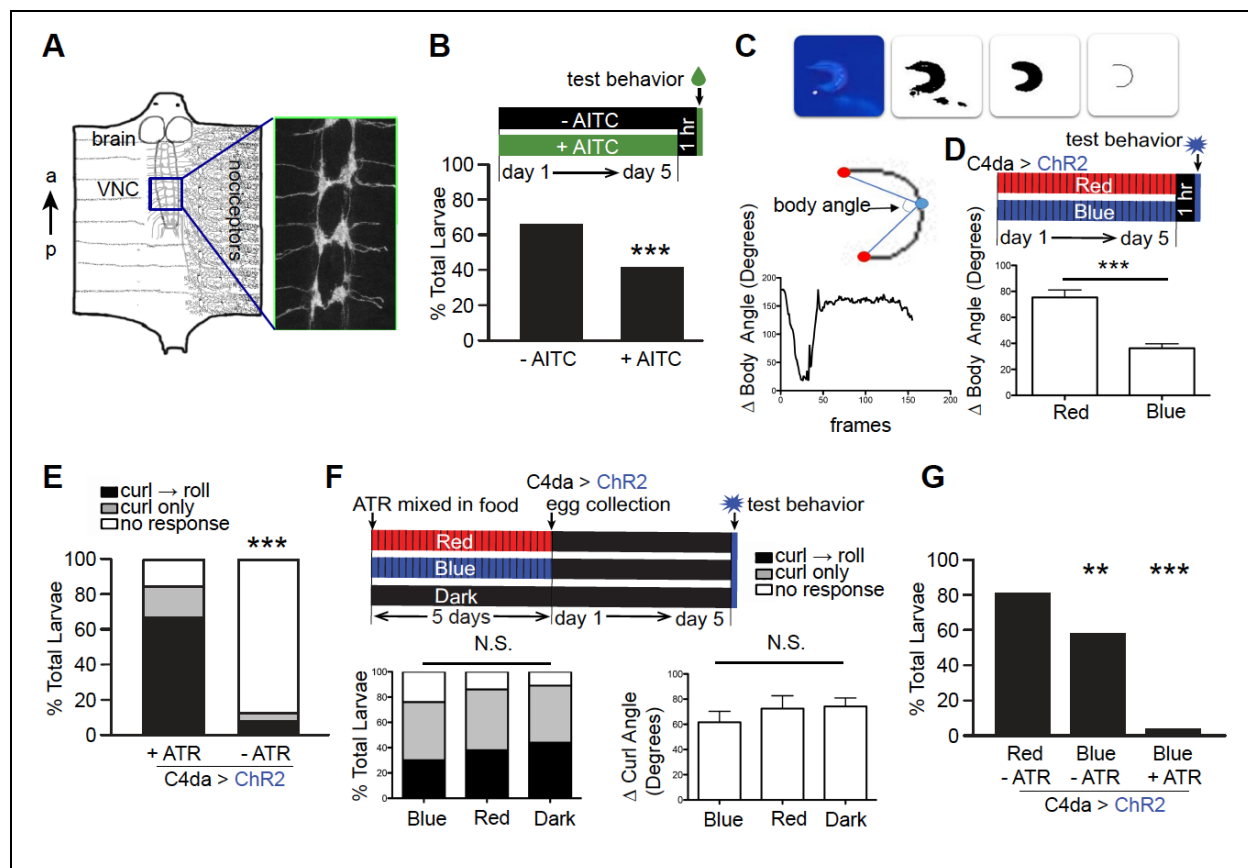 A
brain
VNC
a
p
nociceptors
B
test behavior
- AITC
+ AITC
1 hr
day 1
day 5
% Total Larvae
100
80
60
40
20
0
***
- AITC
+ AITC
C
body angle
Δ Body Angle (Degrees)
200
150
100
50
0
0
50
100
150
200
frames
D
test behavior
C4da > ChR2
Red
Blue
1 hr
day 1
day 5
Δ Body Angle (Degrees)
100
80
60
40
20
0
***
Red
Blue
E
curl → roll
curl only
no response
% Total Larvae
100
80
60
40
20
0
***
+ ATR
- ATR
C4da > ChR2
F
C4da > ChR2
ATR mixed in food
egg collection
test behavior
Red
Blue
Dark
5 days
day 1
day 5
curl → roll
curl only
no response
N.S.
% Total Larvae
100
80
60
40
20
0
Blue
Red
Dark
N.S.
Δ Curl Angle
(Degrees)
100
80
60
40
20
0
Blue
Red
Dark
G
% Total Larvae
100
80
60
40
20
0
**
***
Red
- ATR
Blue
- ATR
Blue
+ ATR
C4da > ChR2